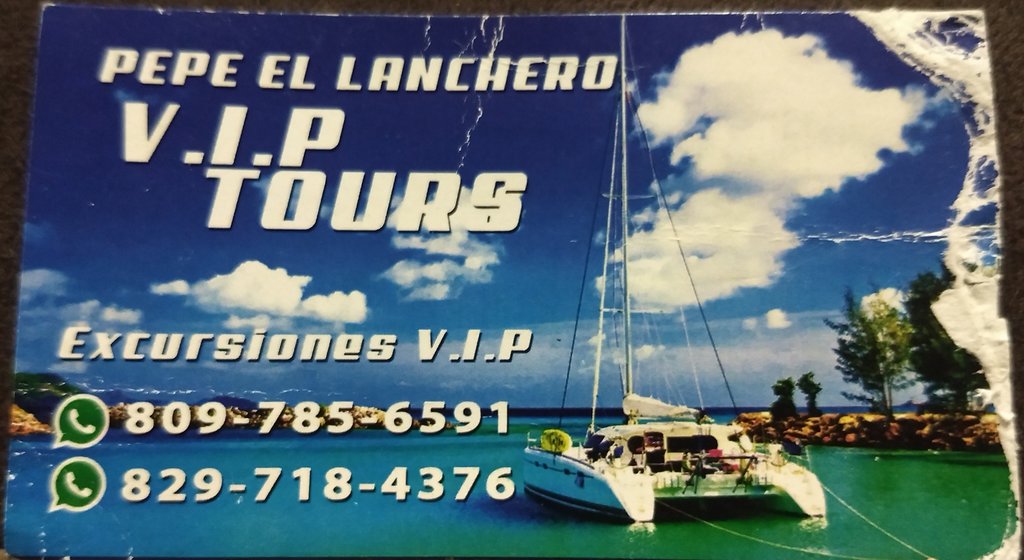 PEPE EL LANCHERO
V.I.P
TOURS
Excursiones V.I.P
809-785-6591
829-718-4376